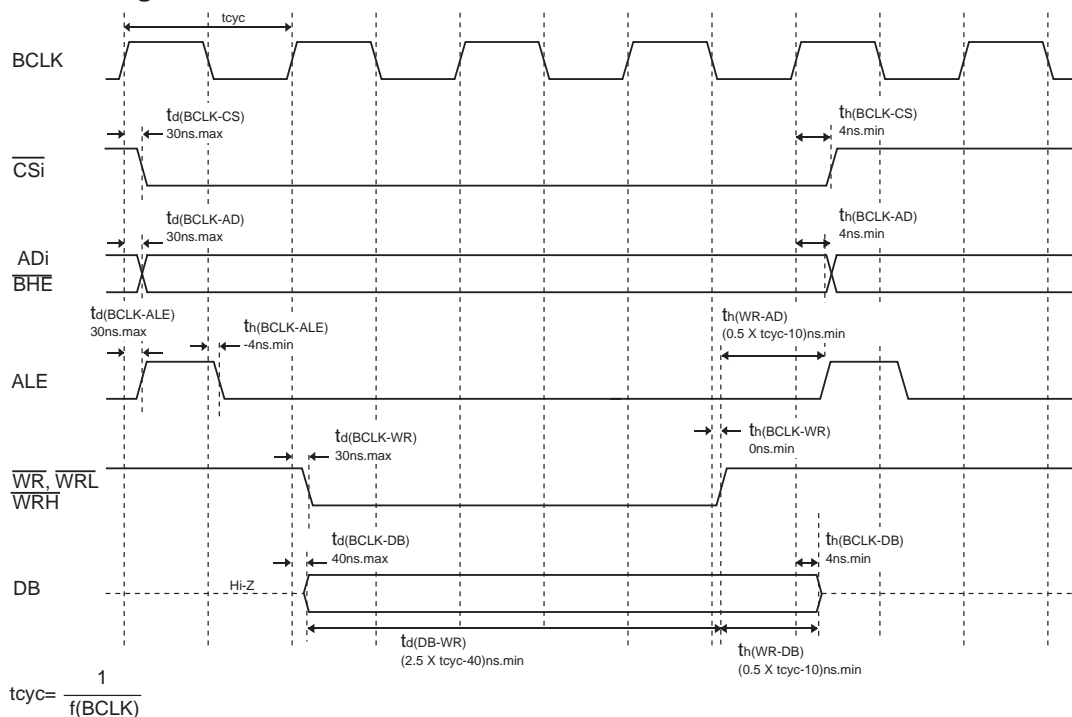 tcyc
BCLK
td(BCLK-CS)
30ns.max
th(BCLK-CS)
4ns.min
CSi
td(BCLK-AD)
30ns.max
th(BCLK-AD)
4ns.min
ADi
BHE
td(BCLK-ALE)
30ns.max
th(BCLK-ALE)
-4ns.min
th(WR-AD)
(0.5 X tcyc-10)ns.min
ALE
td(BCLK-WR)
30ns.max
th(BCLK-WR)
0ns.min
WR, WRL
WRH
td(BCLK-DB)
40ns.max
th(BCLK-DB)
4ns.min
DB
Hi-Z
td(DB-WR)
(2.5 X tcyc-40)ns.min
th(WR-DB)
(0.5 X tcyc-10)ns.min
tcyc= 1
f(BCLK)